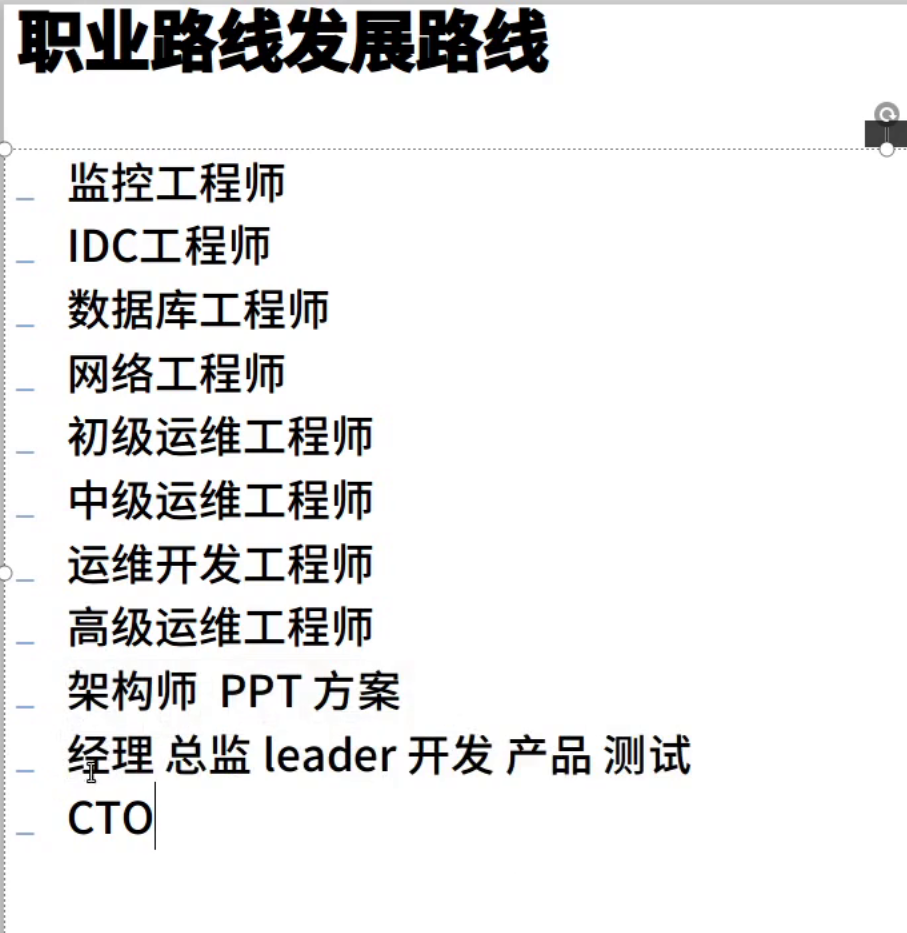 职业路线发展路线
监控工程师
IDC工程师
数据库工程师
网络工程师
初级运维工程师
中级运维工程师
运维开发工程师
高级运维工程师
架构师 PPT 方案
经理 总监 leader 开发 产品 测试
CTO